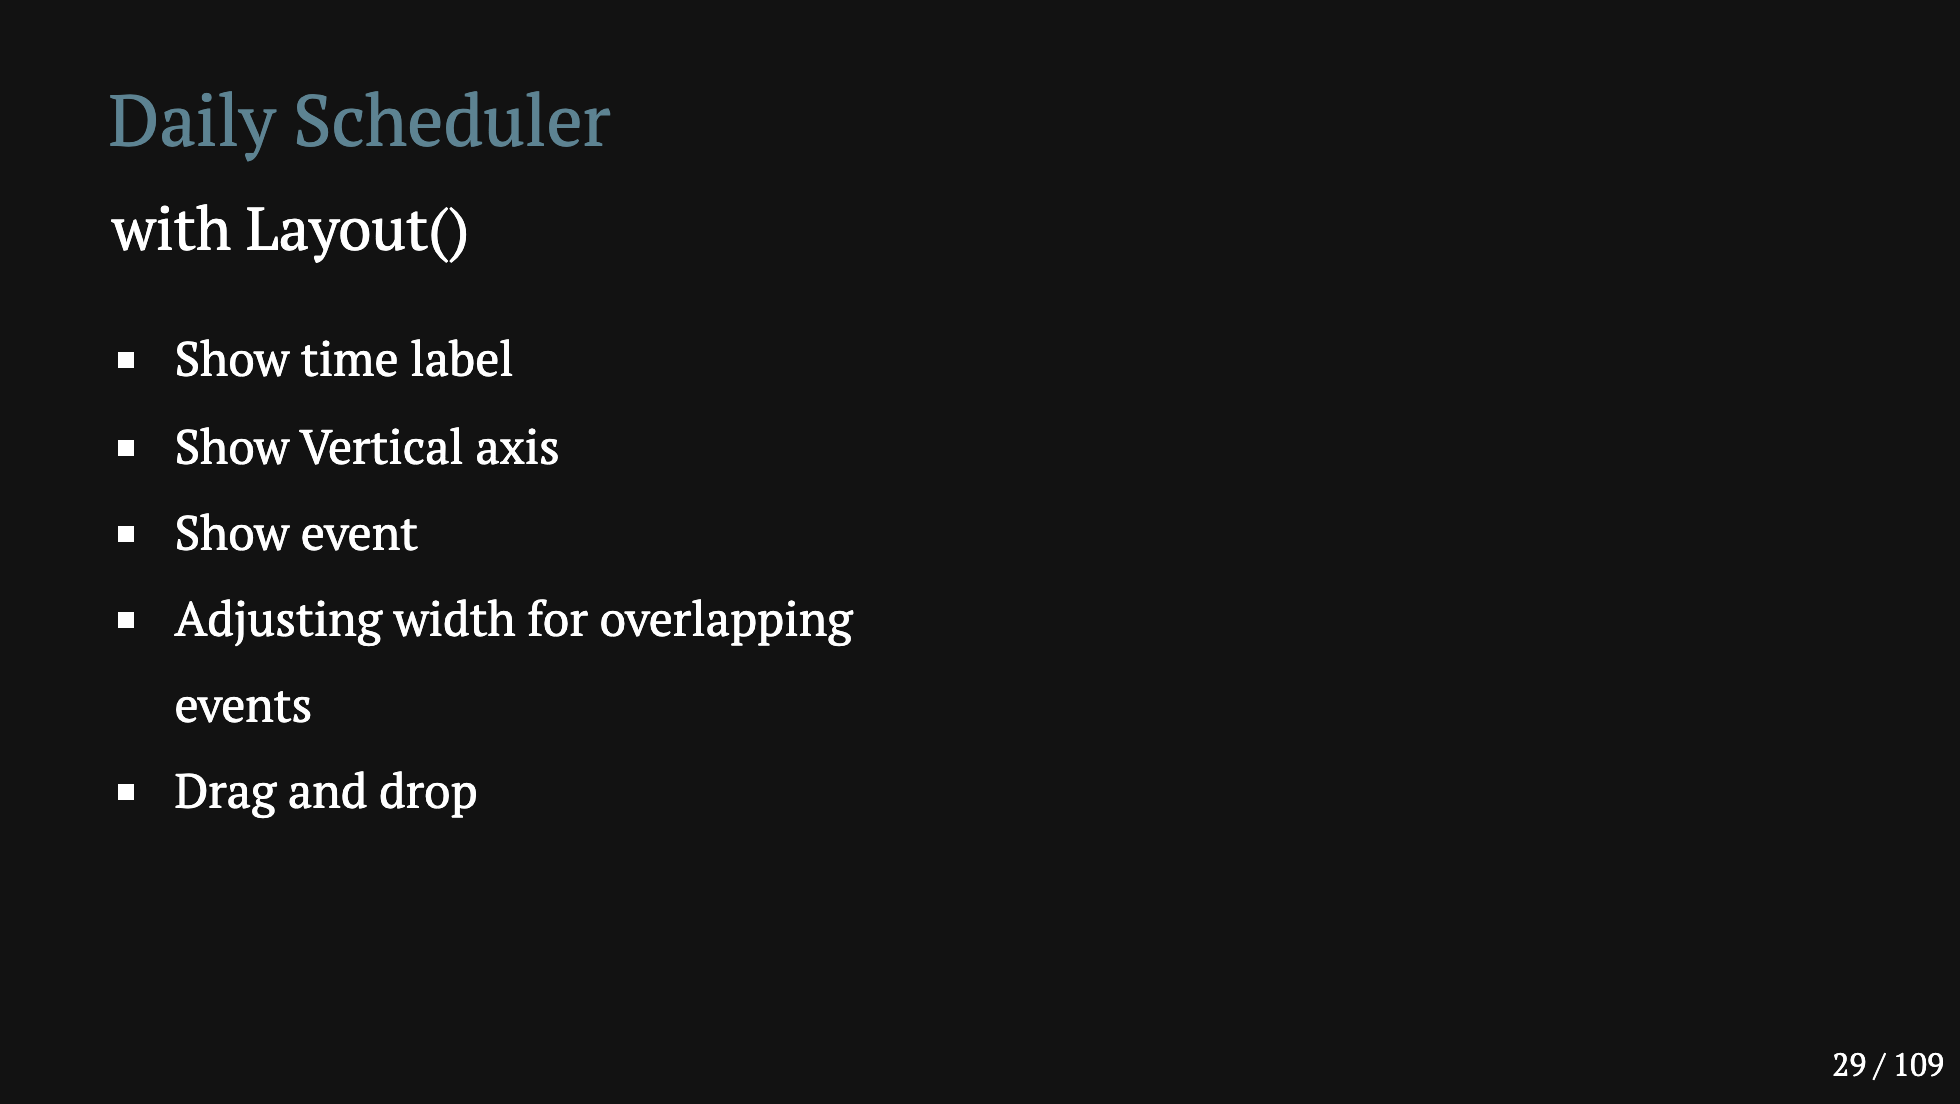 Daily Scheduler
with Layout()
▪ Show time label
▪ Show Vertical axis
▪ Show event
▪ Adjusting width for overlapping
events
▪ Drag and drop
29 / 109